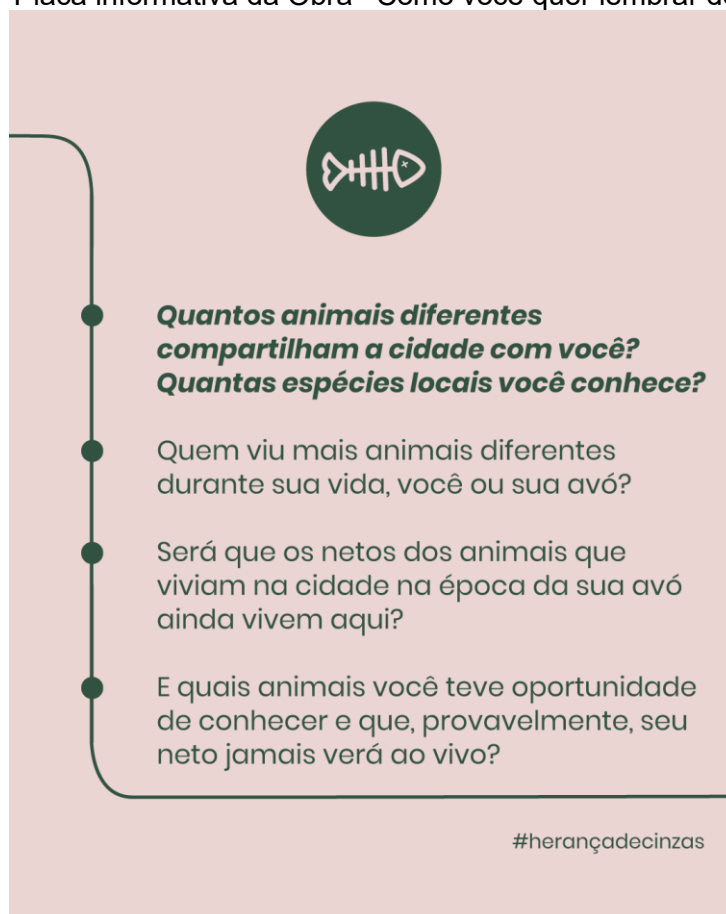 Placa informativa da Obra "Como você quer lembrar de
Quantos animais diferentes
compartilham a cidade com você?
Quantas espécies locais você conhece?
Quem viu mais animais diferentes
durante sua vida, você ou sua avó?
Será que os netos dos animais que
viviam na cidade na época da sua avó
ainda vivem aqui?
E quais animais você teve oportunidade
de conhecer e que, provavelmente, seu
neto jamais verá ao vivo?
#herançadecinzas